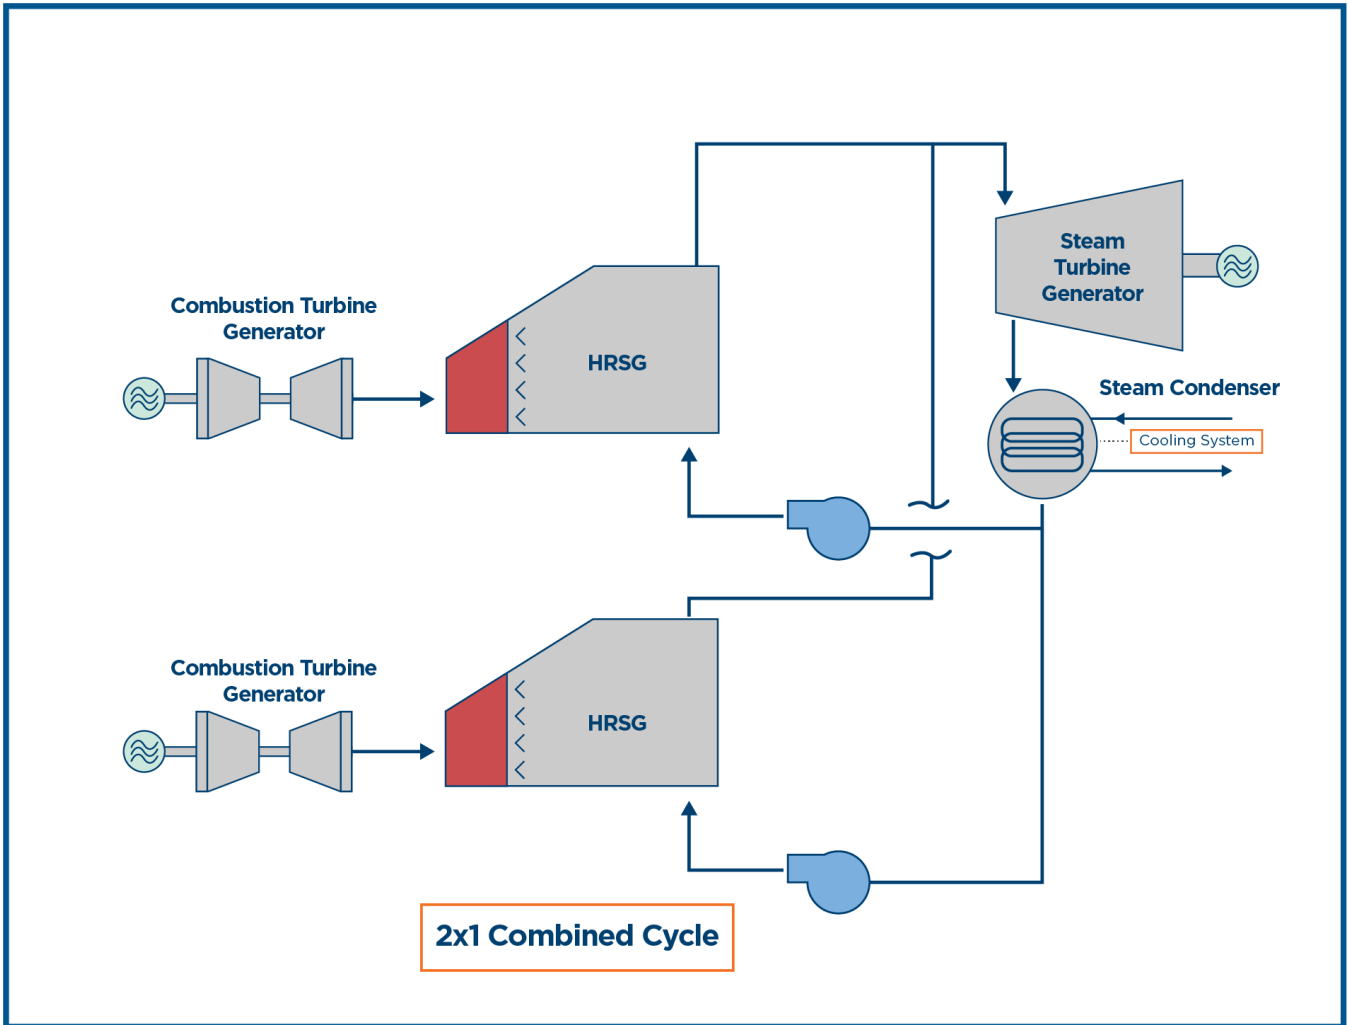 Combustion Turbine
Generator
HRSG
Steam
Turbine
Generator
Steam Condenser
Cooling System
Combustion Turbine
Generator
HRSG
2x1 Combined Cycle